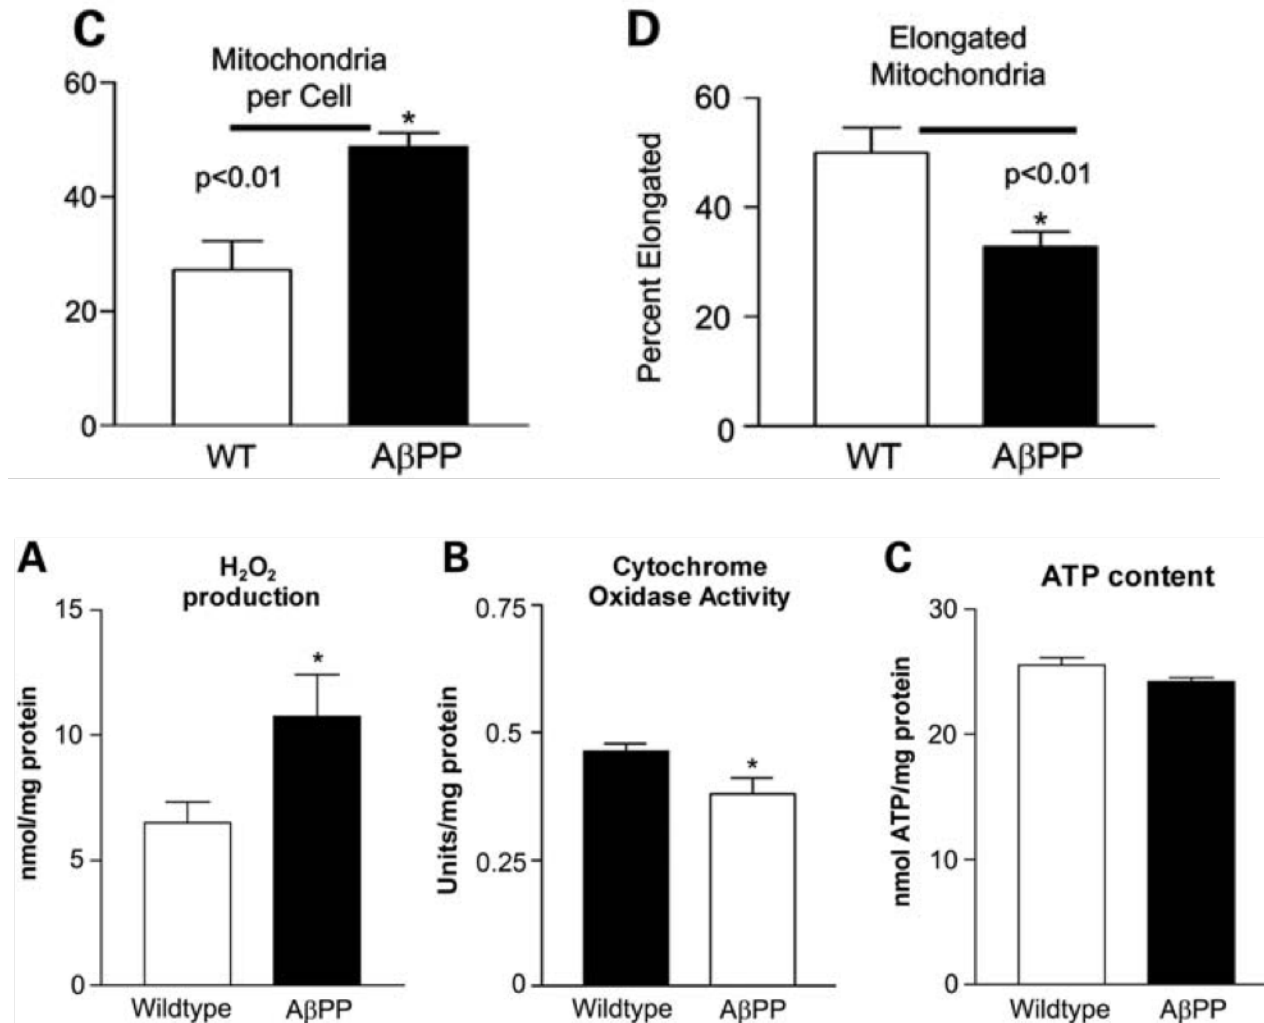 C
Mitochondria
per Cell
60
40
20
0
*
p<0.01
WT
AβPP
D
Elongated
Mitochondria
Percent Elongated
60
40
20
0
p<0.01
*
WT
AβPP
A
H₂O₂
production
nmol/mg protein
15
10
5
0
*
Wildtype
AβPP
B
Cytochrome
Oxidase Activity
Units/mg protein
0.75
0.5
0.25
0
*
Wildtype
AβPP
C
ATP content
nmol ATP/mg protein
30
20
10
0
Wildtype
AβPP